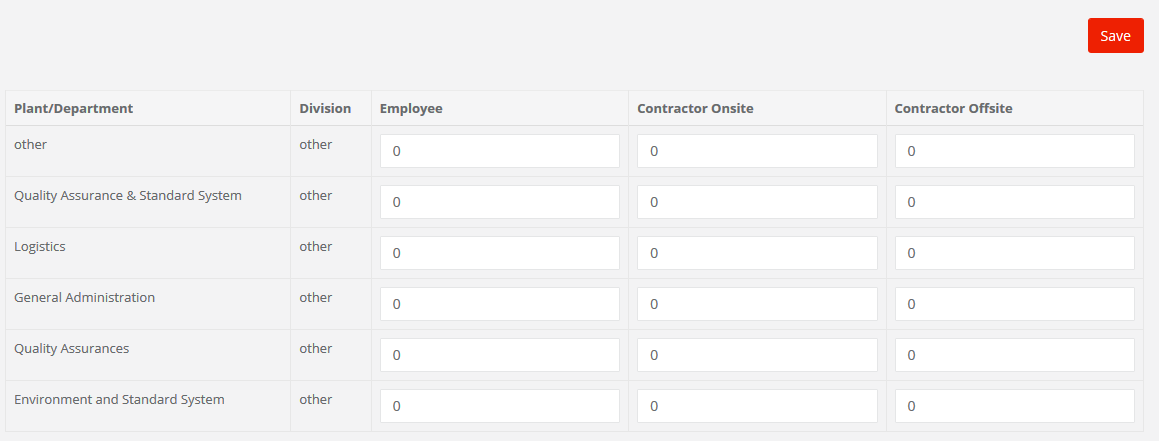 Save
Plant/Department Division Employee Contractor Onsite Contractor Offsite
other other 0 0 0
Quality Assurance & Standard System other 0 0 0
Logistics other 0 0 0
General Administration other 0 0 0
Quality Assurances other 0 0 0
Environment and Standard System other 0 0 0